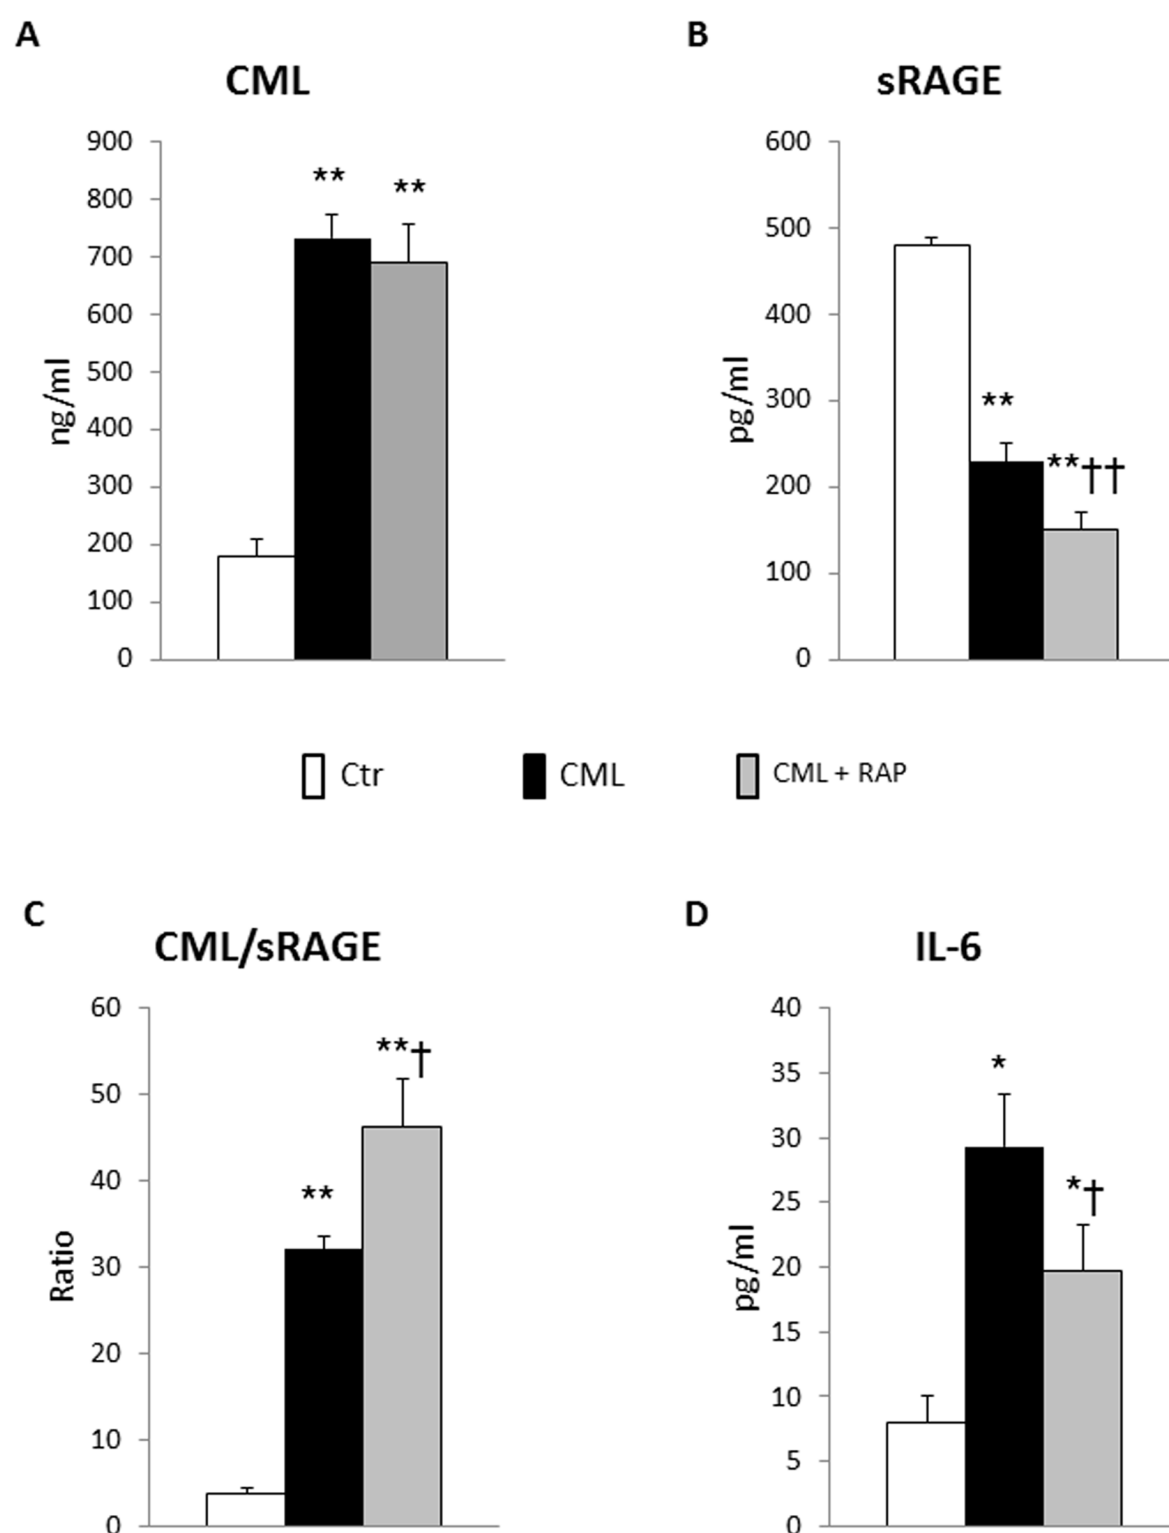 A
CML
900
800
700
600
500
400
300
200
100
0
ng/ml
**
**
B
sRAGE
600
500
400
300
200
100
0
pg/ml
**
**††
Ctr
CML
CML + RAP
C
CML/sRAGE
60
50
40
30
20
10
0
Ratio
**
**†
D
IL-6
40
35
30
25
20
15
10
5
0
pg/ml
*
*†